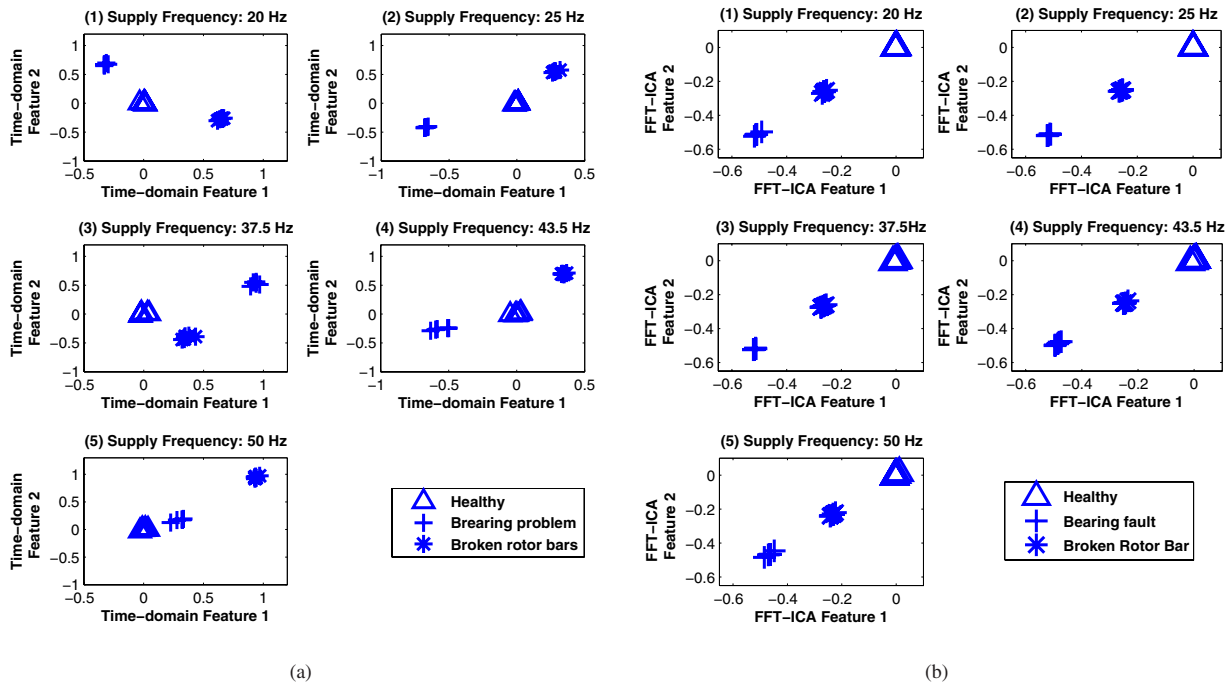 (1) Supply Frequency: 20 Hz
Time−domain
Feature 2
1
0.5
0
−0.5
−1
−0.5 0 0.5 1
Time−domain Feature 1
(2) Supply Frequency: 25 Hz
Time−domain
Feature 2
1
0.5
0
−0.5
−1
−1 −0.5 0 0.5
Time−domain Feature 1
(3) Supply Frequency: 37.5 Hz
Time−domain
Feature 2
1
0.5
0
−0.5
−1
−0.5 0 0.5 1
Time−domain Feature 1
(4) Supply Frequency: 43.5 Hz
Time−domain
Feature 2
1
0.5
0
−0.5
−1
−1 −0.5 0 0.5
Time−domain Feature 1
(5) Supply Frequency: 50 Hz
Time−domain
Feature 2
1
0.5
0
−0.5
−1
−0.5 0 0.5 1
Time−domain Feature 1
Healthy
Brearing problem
Broken rotor bars
(a)
(1) Supply Frequency: 20 Hz
FFT−ICA
Feature 2
0
−0.2
−0.4
−0.6
−0.6 −0.4 −0.2 0
FFT−ICA Feature 1
(2) Supply Frequency: 25 Hz
FFT−ICA
Feature 2
0
−0.2
−0.4
−0.6
−0.6 −0.4 −0.2 0
FFT−ICA Feature 1
(3) Supply Frequency: 37.5Hz
FFT−ICA
Feature 2
0
−0.2
−0.4
−0.6
−0.6 −0.4 −0.2 0
FFT−ICA Feature 1
(4) Supply Frequency: 43.5 Hz
FFT−ICA
Feature 2
0
−0.2
−0.4
−0.6
−0.6 −0.4 −0.2 0
FFT−ICA Feature 1
(5) Supply Frequency: 50 Hz
FFT−ICA
Feature 2
0
−0.2
−0.4
−0.6
−0.6 −0.4 −0.2 0
FFT−ICA Feature 1
Healthy
Bearing fault
Broken Rotor Bar
(b)